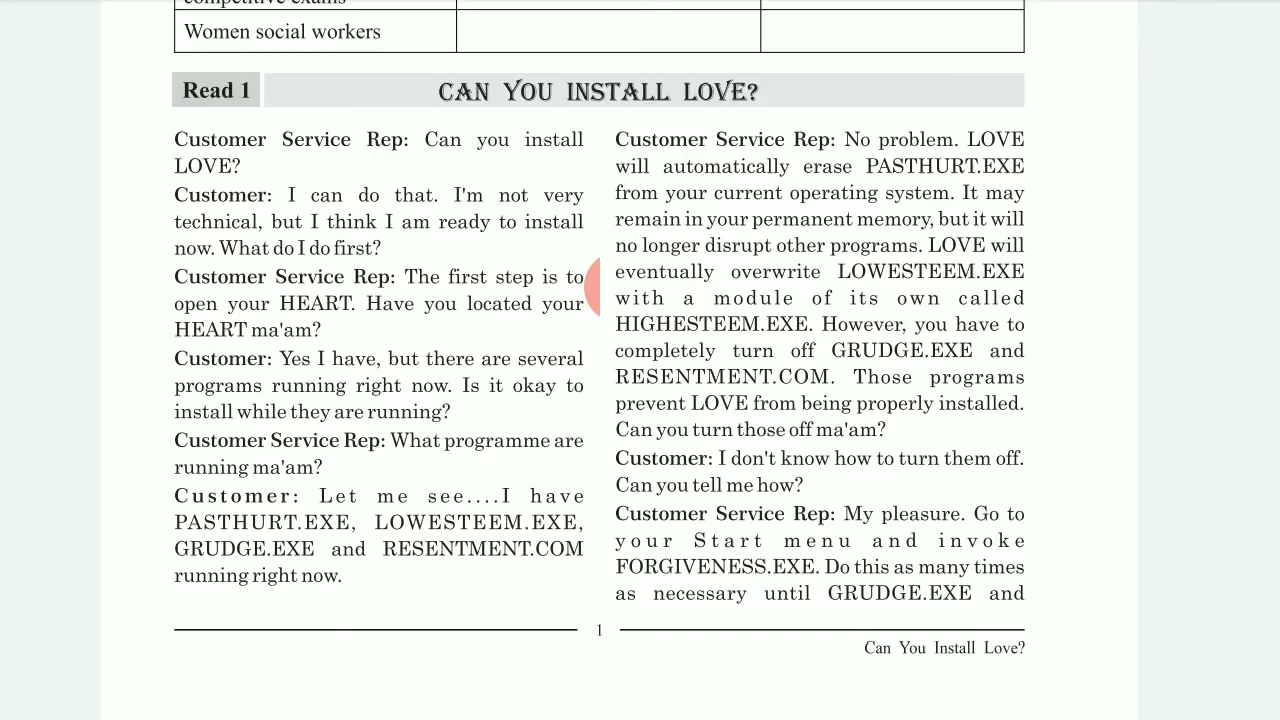 competitive exams
Women social workers
Read 1
CAN YOU INSTALL LOVE?
Customer Service Rep: Can you install
LOVE?
Customer: I can do that. I'm not very
technical, but I think I am ready to install
now. What do I do first?
Customer Service Rep: The first step is to
open your HEART. Have you located your
HEART ma'am?
Customer: Yes I have, but there are several
programs running right now. Is it okay to
install while they are running?
Customer Service Rep: What programme are
running ma'am?
Customer: Let me see....I have
PASTHURT.EXE, LOWESTEEM.EXE,
GRUDGE.EXE and RESENTMENT.COM
running right now.
Customer Service Rep: No problem. LOVE
will automatically erase PASTHURT.EXE
from your current operating system. It may
remain in your permanent memory, but it will
no longer disrupt other programs. LOVE will
eventually overwrite LOWESTEEM.EXE
with a module of its own called
HIGHESTEEM.EXE. However, you have to
completely turn off GRUDGE.EXE and
RESENTMENT.COM. Those programs
prevent LOVE from being properly installed.
Can you turn those off ma'am?
Customer: I don't know how to turn them off.
Can you tell me how?
Customer Service Rep: My pleasure. Go to
your Start menu and invoke
FORGIVENESS.EXE. Do this as many times
as necessary until GRUDGE.EXE and
1
Can You Install Love?